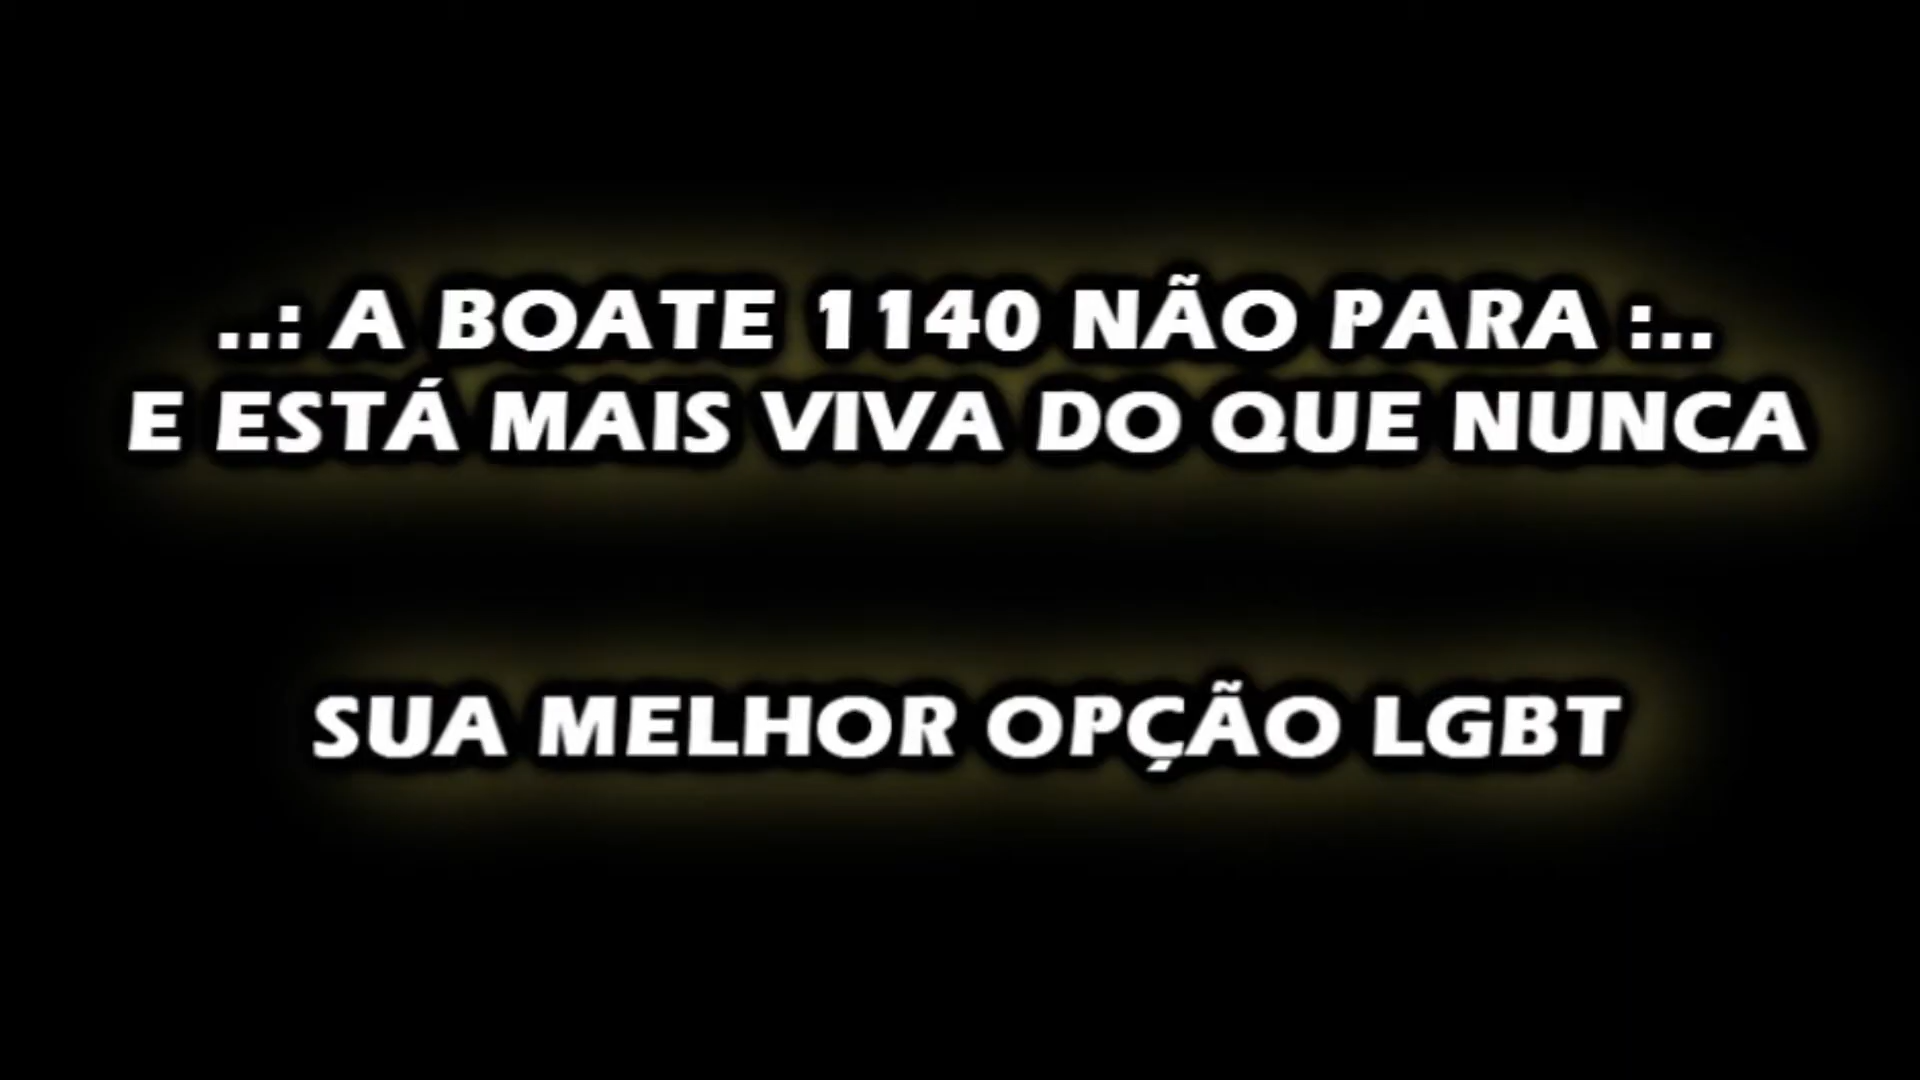 ..: A BOATE 1140 NÃO PARA :..
E ESTÁ MAIS VIVA DO QUE NUNCA
SUA MELHOR OPÇÃO LGBT